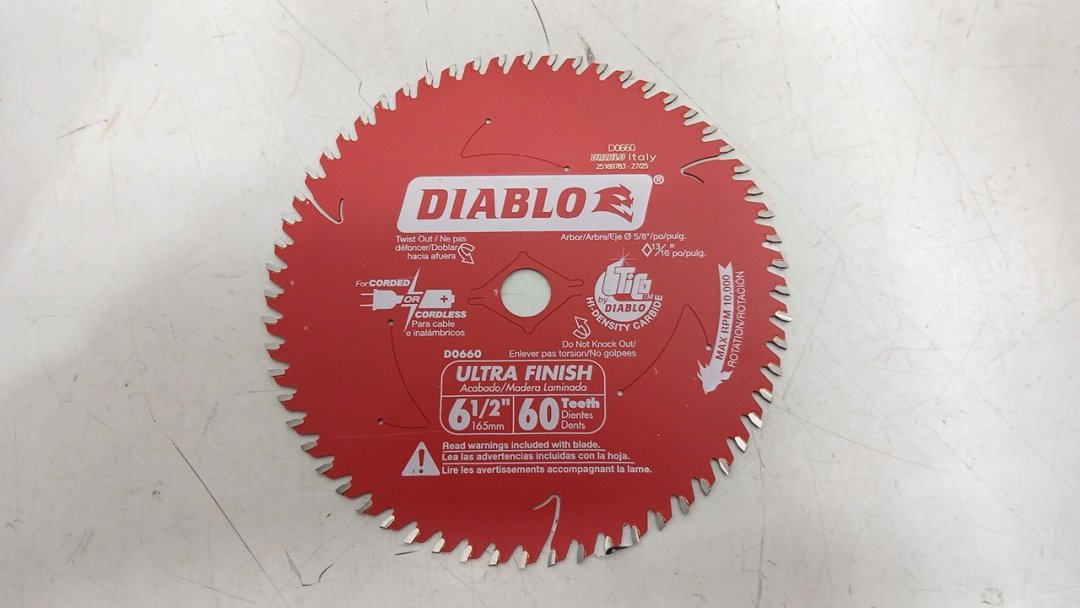 D0660
DIABLO Italy
25169783 - 27/25
DIABLO®
Twist Out / Ne pas
défoncer/Doblar
hacia afuera
Arbor/Arbre/Eje Ø 5/8"/po/pulg.
◇13/16"po/pulg.
For CORDED
OR
CORDLESS
Para cable
e inalámbricos
TiCo™
by DIABLO
HI-DENSITY CARBIDE
MAX RPM 10,000
ROTATION/ROTACIÓN
Do Not Knock Out/
Enlever pas torsion/No golpees
D0660
ULTRA FINISH
Acabado/Madera Laminada
6 1/2"
165mm
60 Teeth
Dientes
Dents
Read warnings included with blade.
Lea las advertencias incluidas con la hoja.
Lire les avertissements accompagnant la lame.